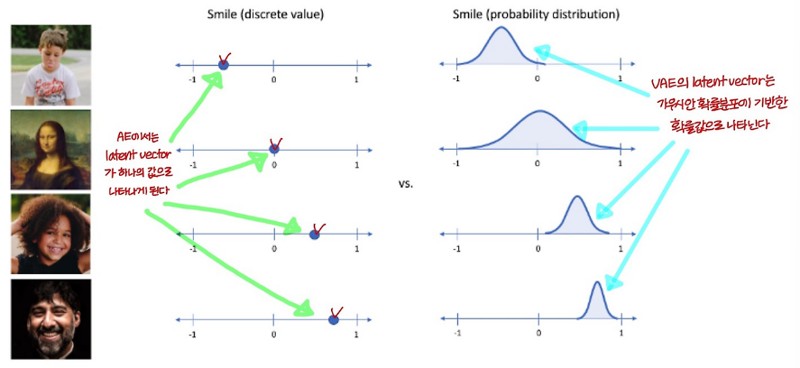 Smile (discrete value)
Smile (probability distribution)
-1 0 1
-1 0 1
AE에서는
latent vector
가 하나의 값으로
나타나게 된다
VAE의 latent vector는
가우시안 확률분포에 기반한
확률값으로 나타난다
-1 0 1
-1 0 1
vs.
-1 0 1
-1 0 1
-1 0 1
-1 0 1